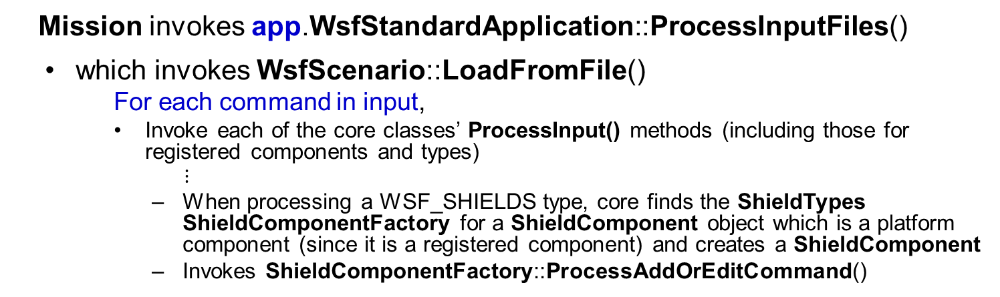 Mission invokes app.WsfStandardApplication::ProcessInputFiles()
• which invokes WsfScenario::LoadFromFile()
For each command in input,
• Invoke each of the core classes’ ProcessInput() methods (including those for
registered components and types)
⋮
– When processing a WSF_SHIELDS type, core finds the ShieldTypes
ShieldComponentFactory for a ShieldComponent object which is a platform
component (since it is a registered component) and creates a ShieldComponent
– Invokes ShieldComponentFactory::ProcessAddOrEditCommand()